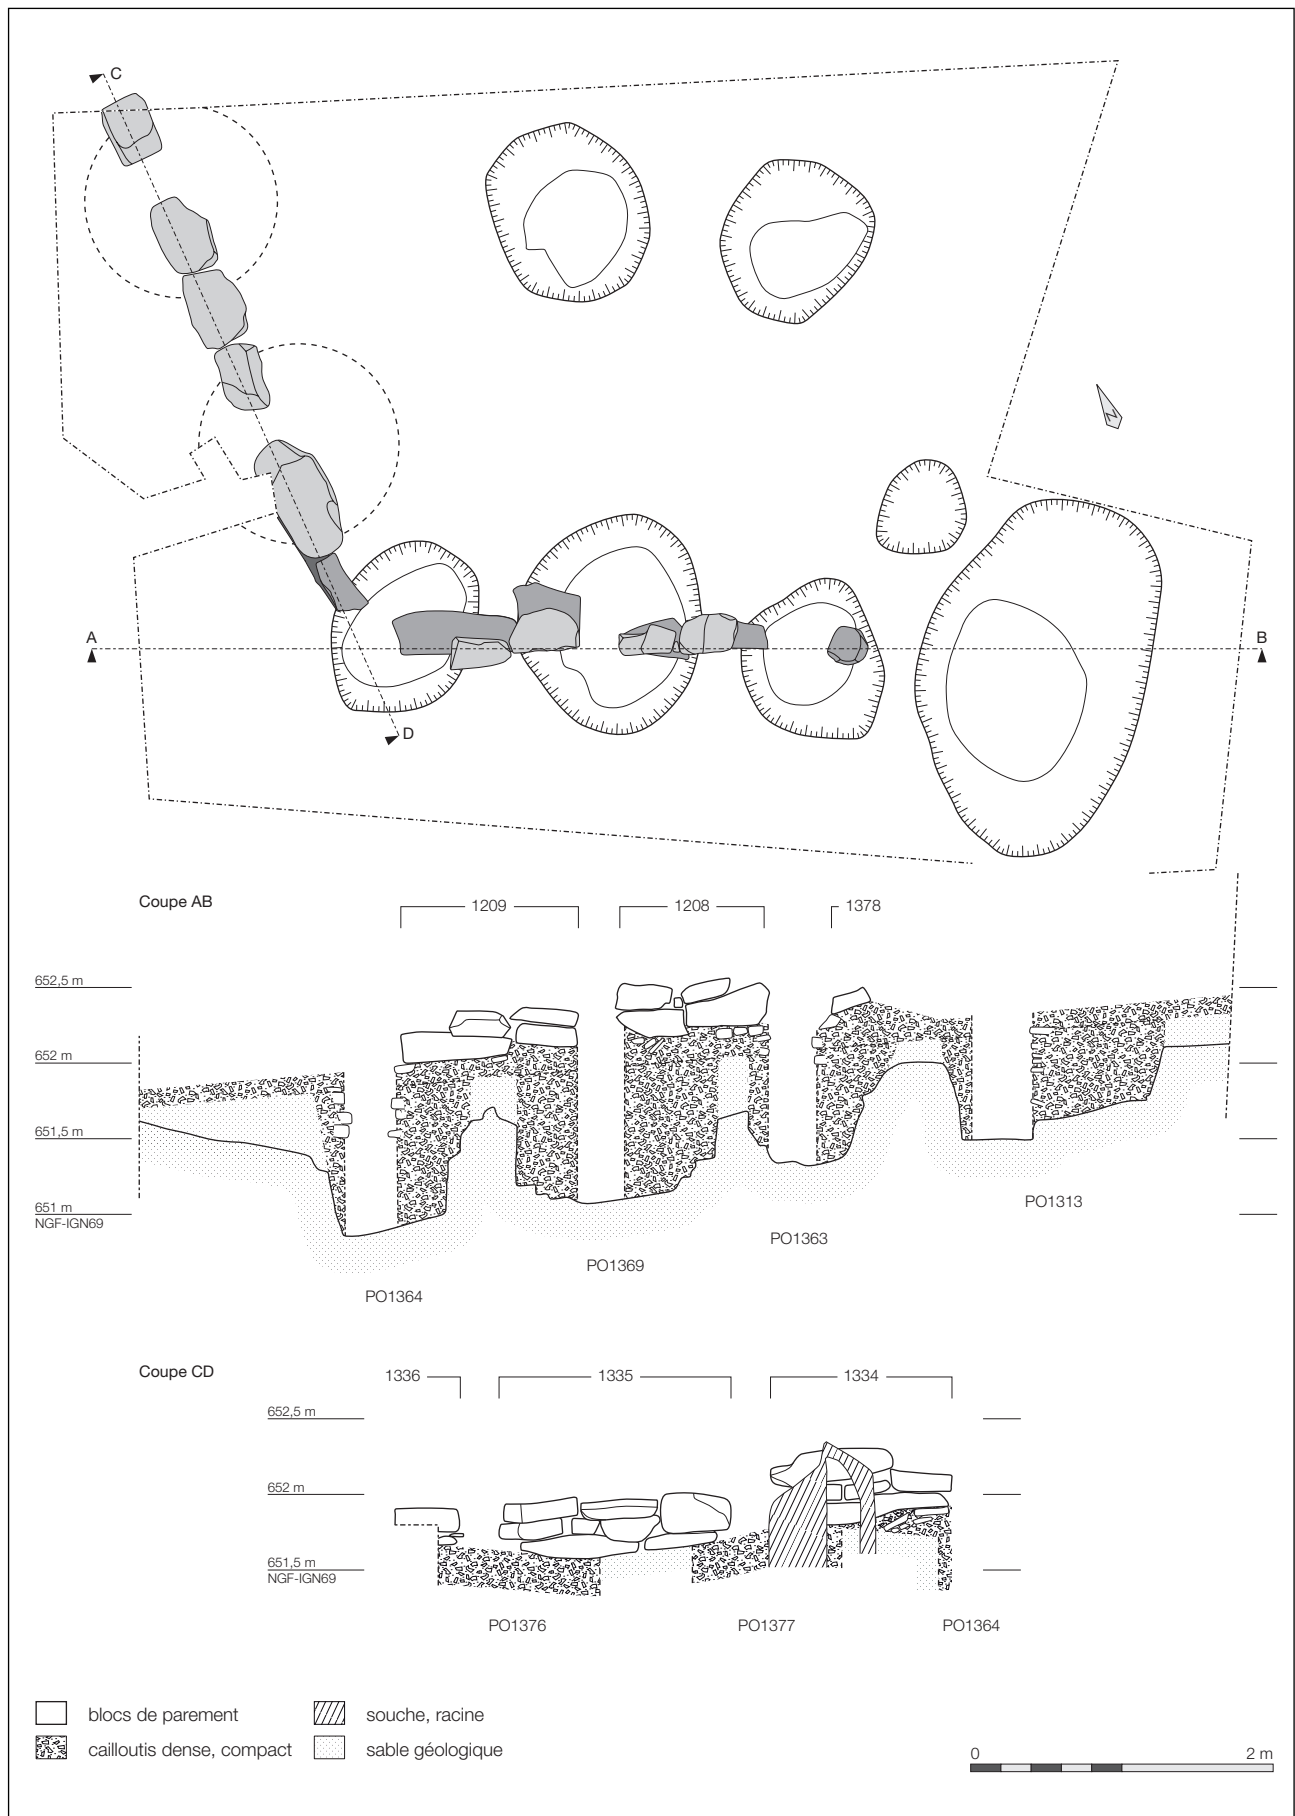 C
N
A
B
D
Coupe AB
1209
1208
1378
652,5 m
652 m
651,5 m
651 m
NGF-IGN69
PO1313
PO1363
PO1369
PO1364
Coupe CD
1336
1335
1334
652,5 m
652 m
651,5 m
NGF-IGN69
PO1376
PO1377
PO1364
blocs de parement
souche, racine
cailloutis dense, compact
sable géologique
0
2 m